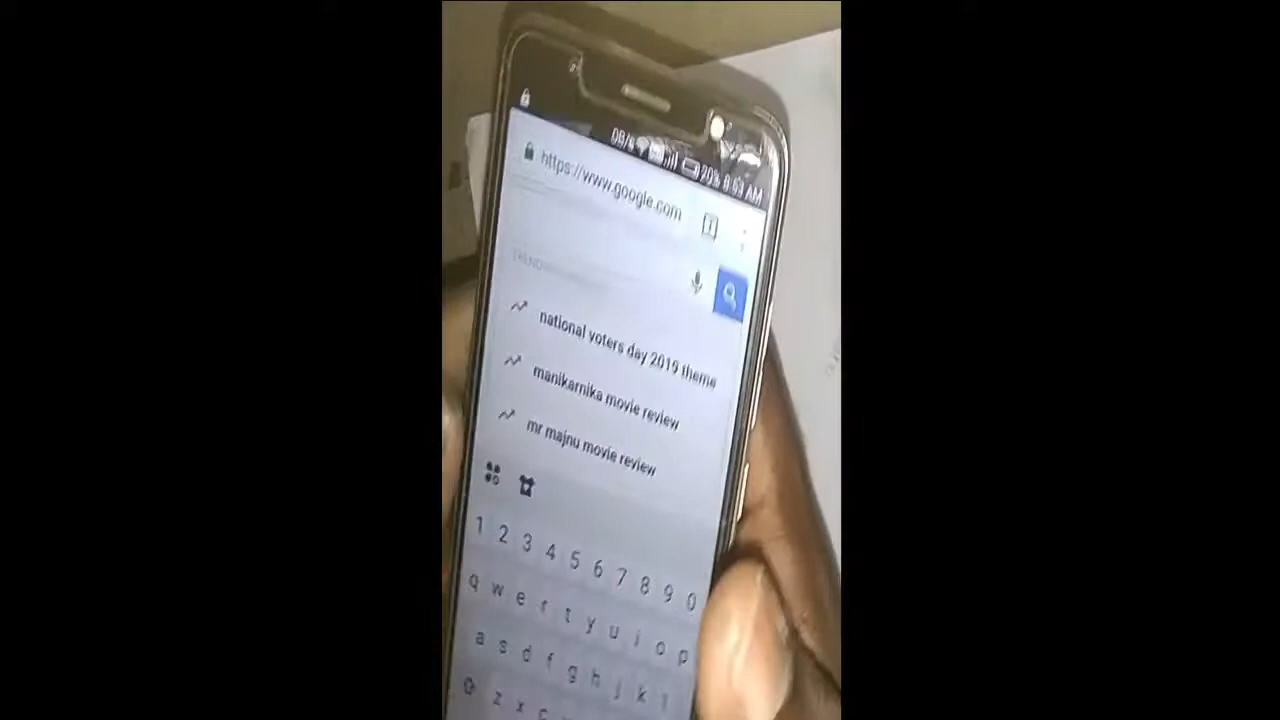 0B/s 20% 8:53 AM
https://www.google.com
TREND
national voters day 2019 theme
manikarnika movie review
mr majnu movie review
1 2 3 4 5 6 7 8 9 0
q w e r t y u i o p
a s d f g h j k l
z x c